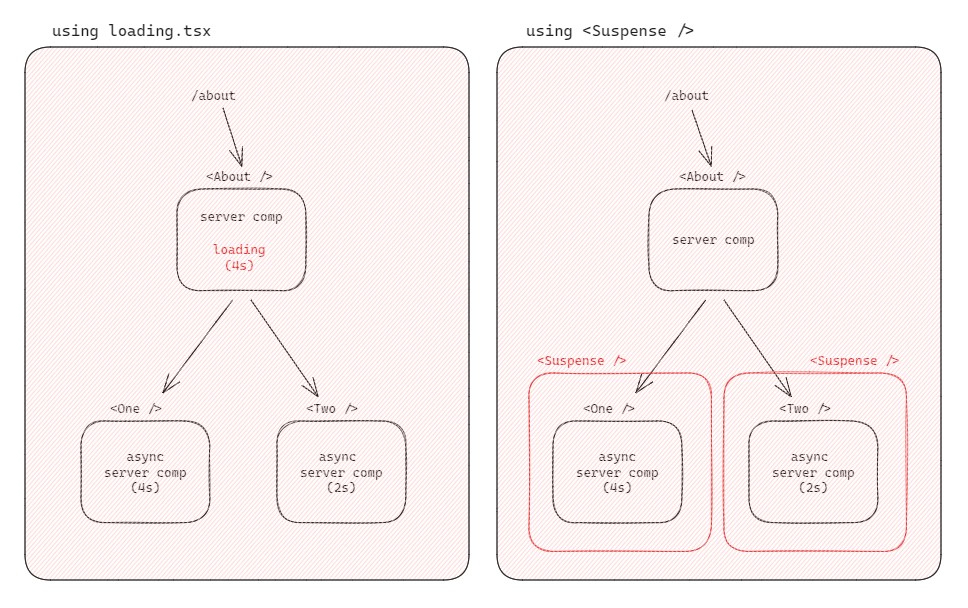 using loading.tsx
/about
<About />
server comp
loading
(4s)
<One />
async
server comp
(4s)
<Two />
async
server comp
(2s)
using <Suspense />
/about
<About />
server comp
<Suspense />
<One />
async
server comp
(4s)
<Suspense />
<Two />
async
server comp
(2s)